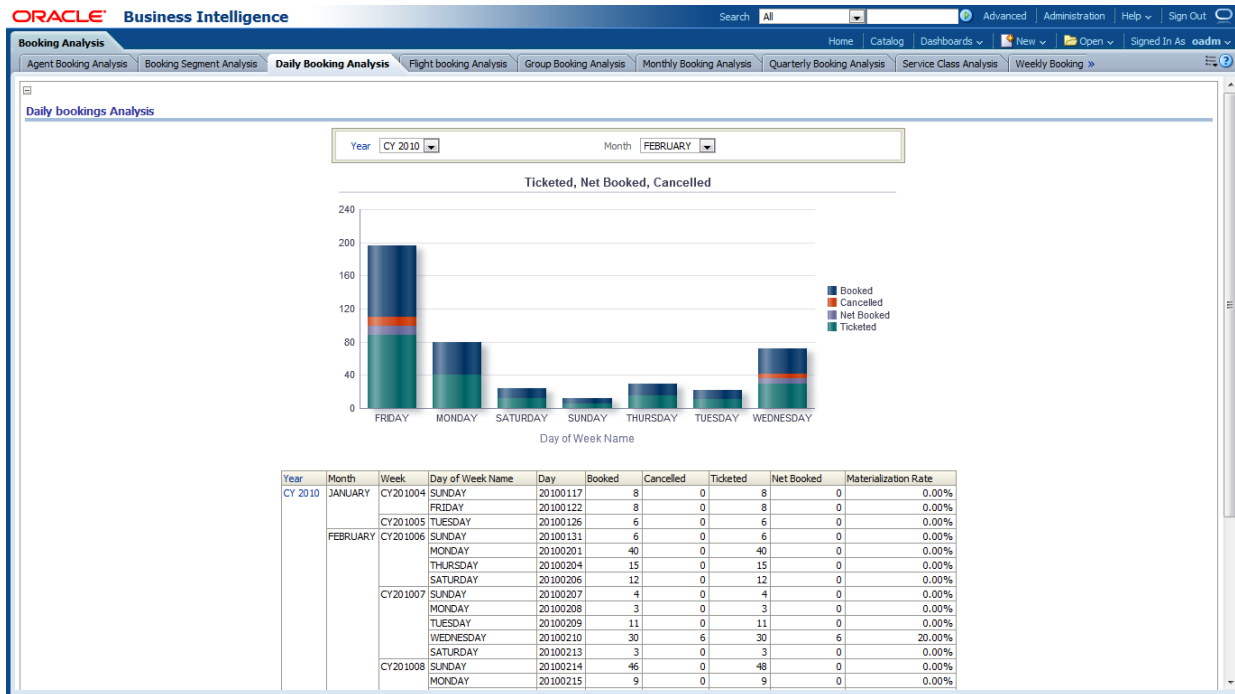 ORACLE Business Intelligence Search All Advanced Administration Help Sign Out
Booking Analysis Home Catalog Dashboards New Open Signed In As oadm
Agent Booking Analysis Booking Segment Analysis Daily Booking Analysis Flight booking Analysis Group Booking Analysis Monthly Booking Analysis Quarterly Booking Analysis Service Class Analysis Weekly Booking »
Daily bookings Analysis
Year CY 2010 Month FEBRUARY
Ticketed, Net Booked, Cancelled
240
200
160
120
80
40
0
Booked
Cancelled
Net Booked
Ticketed
FRIDAY MONDAY SATURDAY SUNDAY THURSDAY TUESDAY WEDNESDAY
Day of Week Name
Year Month Week Day of Week Name Day Booked Cancelled Ticketed Net Booked Materialization Rate
CY 2010 JANUARY CY201004 SUNDAY 20100117 8 0 8 0 0.00%
FRIDAY 20100122 8 0 8 0 0.00%
CY201005 TUESDAY 20100126 6 0 6 0 0.00%
FEBRUARY CY201006 SUNDAY 20100131 6 0 6 0 0.00%
MONDAY 20100201 40 0 40 0 0.00%
THURSDAY 20100204 15 0 15 0 0.00%
SATURDAY 20100206 12 0 12 0 0.00%
CY201007 SUNDAY 20100207 4 0 4 0 0.00%
MONDAY 20100208 3 0 3 0 0.00%
TUESDAY 20100209 11 0 11 0 0.00%
WEDNESDAY 20100210 30 6 30 6 20.00%
SATURDAY 20100213 3 0 3 0 0.00%
CY201008 SUNDAY 20100214 46 0 48 0 0.00%
MONDAY 20100215 9 0 9 0 0.00%